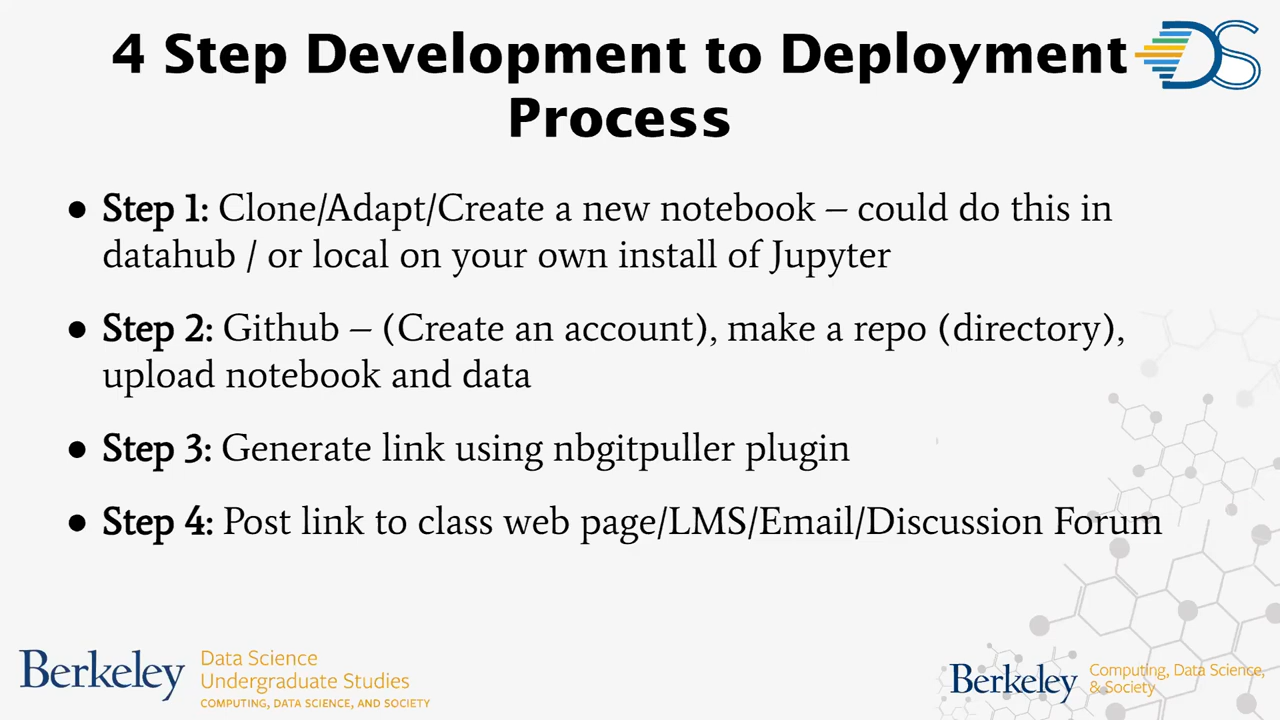 4 Step Development to Deployment
Process
DS
● Step 1: Clone/Adapt/Create a new notebook – could do this in
datahub / or local on your own install of Jupyter
● Step 2: Github – (Create an account), make a repo (directory),
upload notebook and data
● Step 3: Generate link using nbgitpuller plugin
● Step 4: Post link to class web page/LMS/Email/Discussion Forum
Berkeley
Data Science
Undergraduate Studies
COMPUTING, DATA SCIENCE, AND SOCIETY
Berkeley
Computing, Data Science,
& Society